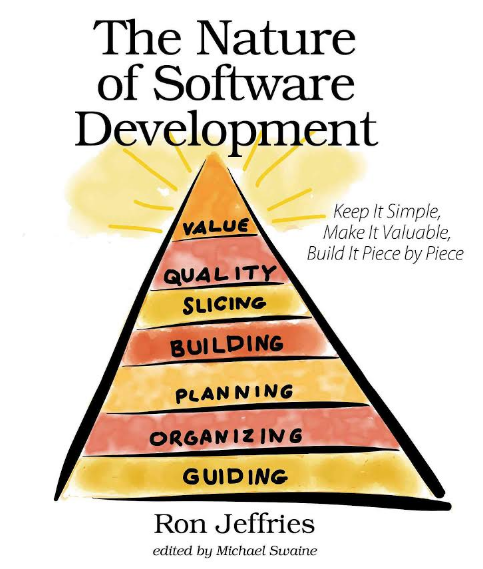 The Nature
of Software
Development
Keep It Simple,
Make It Valuable,
Build It Piece by Piece
VALUE
QUALITY
SLICING
BUILDING
PLANNING
ORGANIZING
GUIDING
Ron Jeffries
edited by Michael Swaine